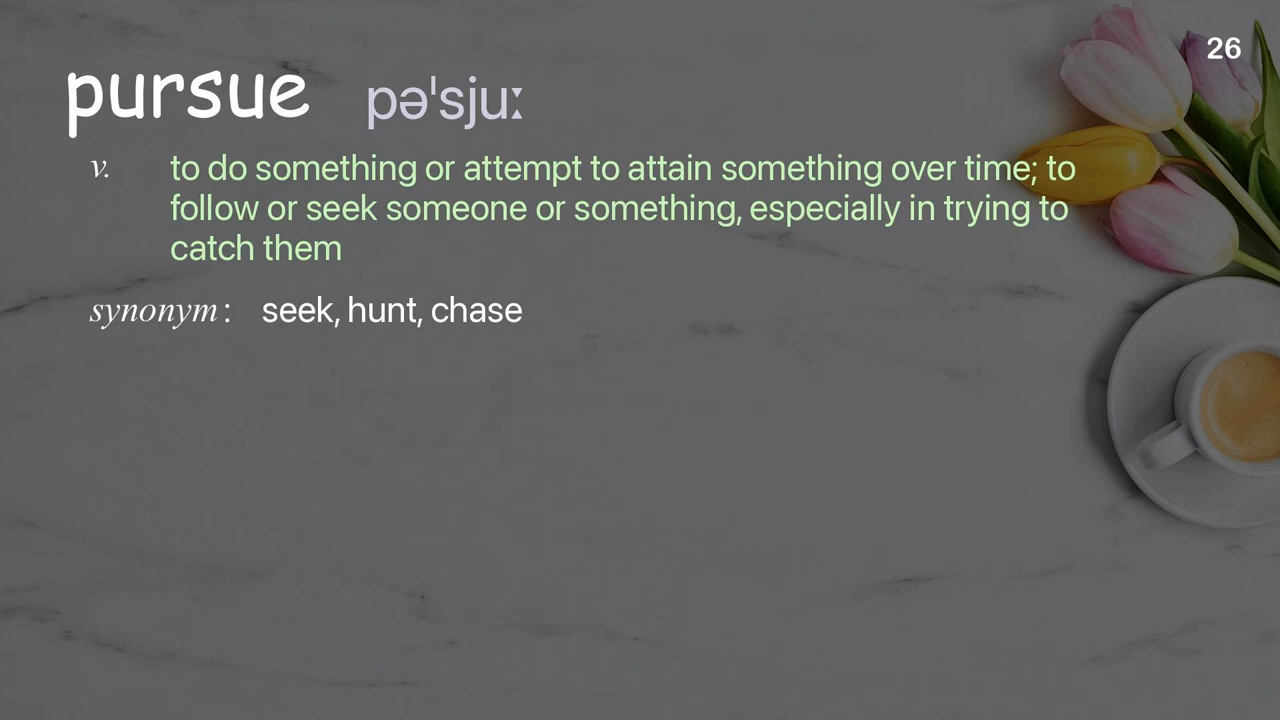 26
pursue pəˈsjuː
v. to do something or attempt to attain something over time; to
follow or seek someone or something, especially in trying to
catch them
synonym: seek, hunt, chase